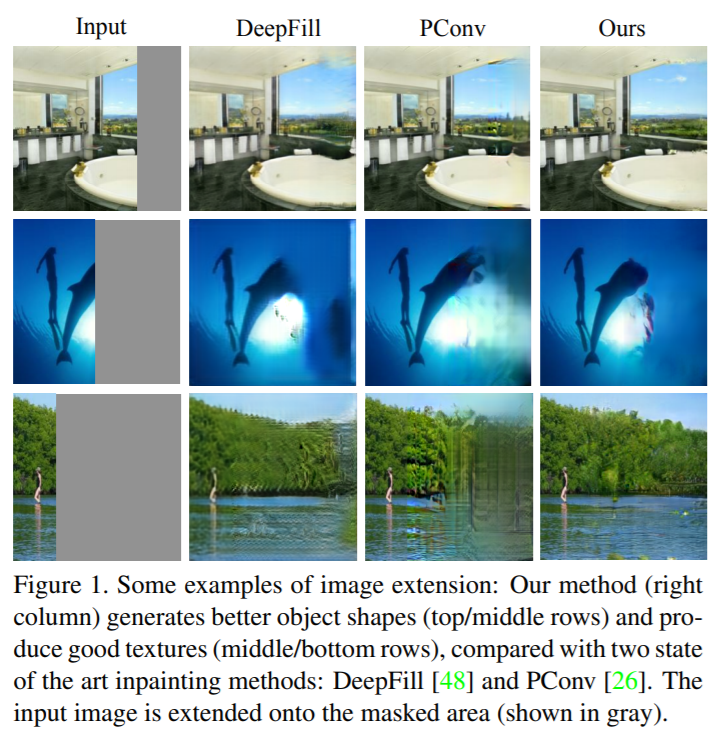 Input DeepFill PConv Ours
Figure 1. Some examples of image extension: Our method (right
column) generates better object shapes (top/middle rows) and pro-
duce good textures (middle/bottom rows), compared with two state
of the art inpainting methods: DeepFill [48] and PConv [26]. The
input image is extended onto the masked area (shown in gray).